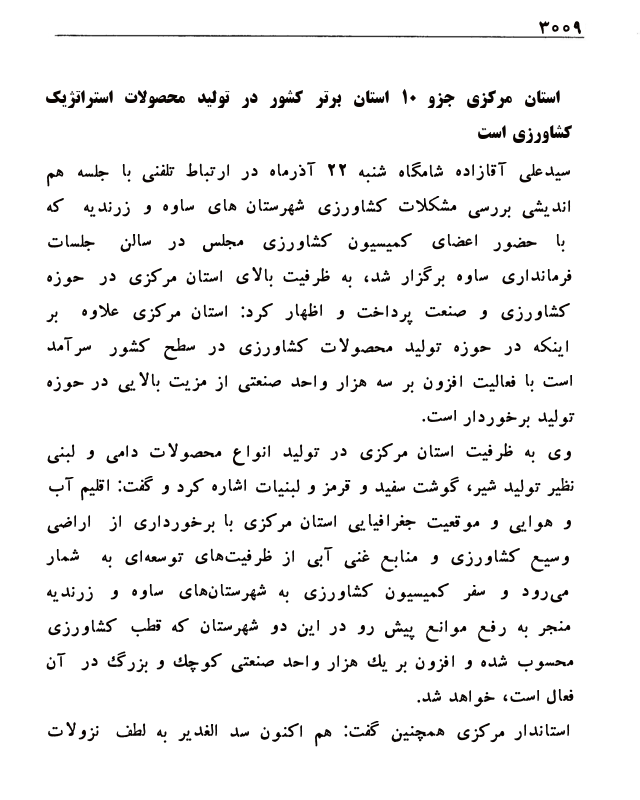 ۳۰۰۹
استان مرکزی جزو ۱۰ استان برتر کشور در تولید محصولات استراتژیک
کشاورزی است
سیدعلی آقازاده شامگاه شنبه ۲۲ آذرماه در ارتباط تلفنی با جلسه هم
اندیشی بررسی مشکلات کشاورزی شهرستان های ساوه و زرندیه که
با حضور اعضای کمیسیون کشاورزی مجلس در سالن جلسات
فرمانداری ساوه برگزار شد، به ظرفیت بالای استان مرکزی در حوزه
کشاورزی و صنعت پرداخت و اظهار کرد: استان مرکزی علاوه بر
اینکه در حوزه تولید محصولات کشاورزی در سطح کشور سرآمد
است با فعالیت افزون بر سه هزار واحد صنعتی از مزیت بالایی در حوزه
تولید برخوردار است.
وی به ظرفیت استان مرکزی در تولید انواع محصولات دامی و لبنی
نظیر تولید شیر، گوشت سفید و قرمز و لبنیات اشاره کرد و گفت: اقلیم آب
و هوایی و موقعیت جغرافیایی استان مرکزی با برخورداری از اراضی
وسیع کشاورزی و منابع غنی آبی از ظرفیت‌های توسعه‌ای به شمار
می‌رود و سفر کمیسیون کشاورزی به شهرستان‌های ساوه و زرندیه
منجر به رفع موانع پیش رو در این دو شهرستان که قطب کشاورزی
محسوب شده و افزون بر یک هزار واحد صنعتی کوچک و بزرگ در آن
فعال است، خواهد شد.
استاندار مرکزی همچنین گفت: هم اکنون سد الغدیر به لطف نزولات